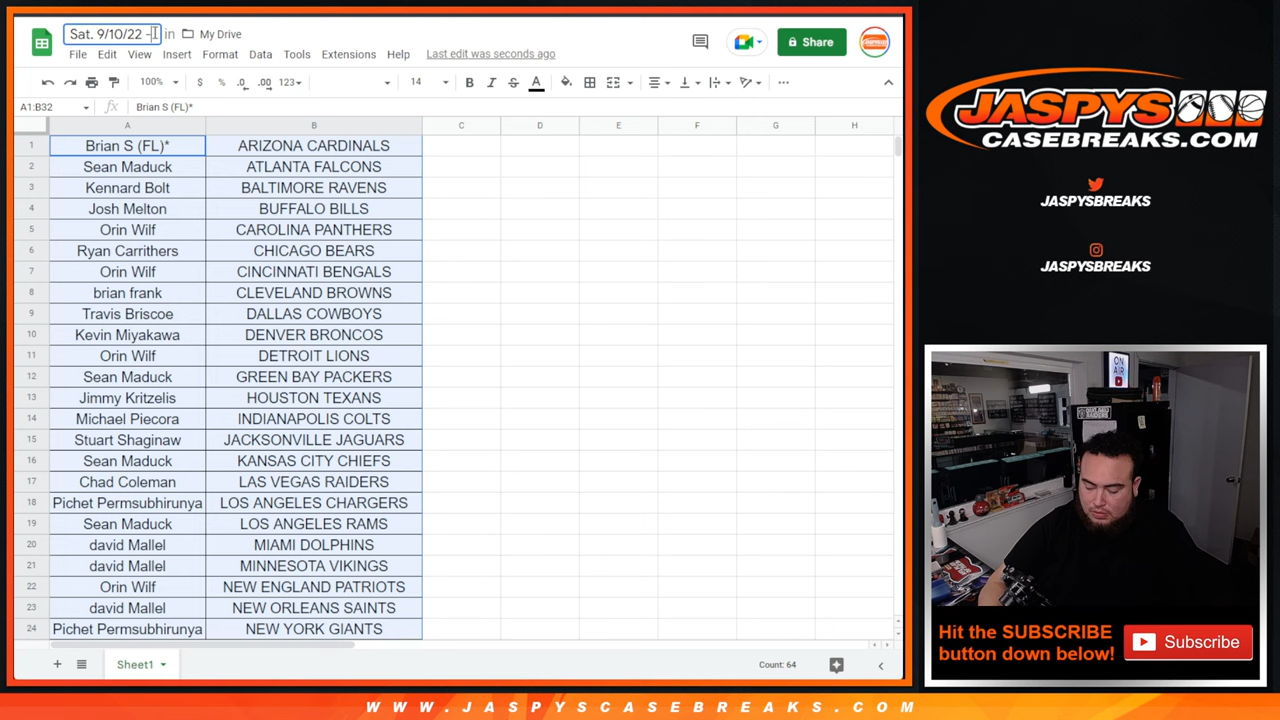 Sat. 9/10/22 - in My Drive
File Edit View Insert Format Data Tools Extensions Help Last edit was seconds ago
Share
100% $ % .0 .00 123 14 B I S A
A1:B32 fx Brian S (FL)*
A B C D E F G H
1 Brian S (FL)* ARIZONA CARDINALS
2 Sean Maduck ATLANTA FALCONS
3 Kennard Bolt BALTIMORE RAVENS
4 Josh Melton BUFFALO BILLS
5 Orin Wilf CAROLINA PANTHERS
6 Ryan Carrithers CHICAGO BEARS
7 Orin Wilf CINCINNATI BENGALS
8 brian frank CLEVELAND BROWNS
9 Travis Briscoe DALLAS COWBOYS
10 Kevin Miyakawa DENVER BRONCOS
11 Orin Wilf DETROIT LIONS
12 Sean Maduck GREEN BAY PACKERS
13 Jimmy Kritzelis HOUSTON TEXANS
14 Michael Piecora INDIANAPOLIS COLTS
15 Stuart Shaginaw JACKSONVILLE JAGUARS
16 Sean Maduck KANSAS CITY CHIEFS
17 Chad Coleman LAS VEGAS RAIDERS
18 Pichet Permsubhirunya LOS ANGELES CHARGERS
19 Sean Maduck LOS ANGELES RAMS
20 david Mallel MIAMI DOLPHINS
21 david Mallel MINNESOTA VIKINGS
22 Orin Wilf NEW ENGLAND PATRIOTS
23 david Mallel NEW ORLEANS SAINTS
24 Pichet Permsubhirunya NEW YORK GIANTS
Sheet1 Count: 64
JASPYS
CASEBREAKS.COM
JASPYSBREAKS
JASPYSBREAKS
ON
AIR
Hit the SUBSCRIBE
button down below!
Subscribe
WWW.JASPYSCASEBREAKS.COM